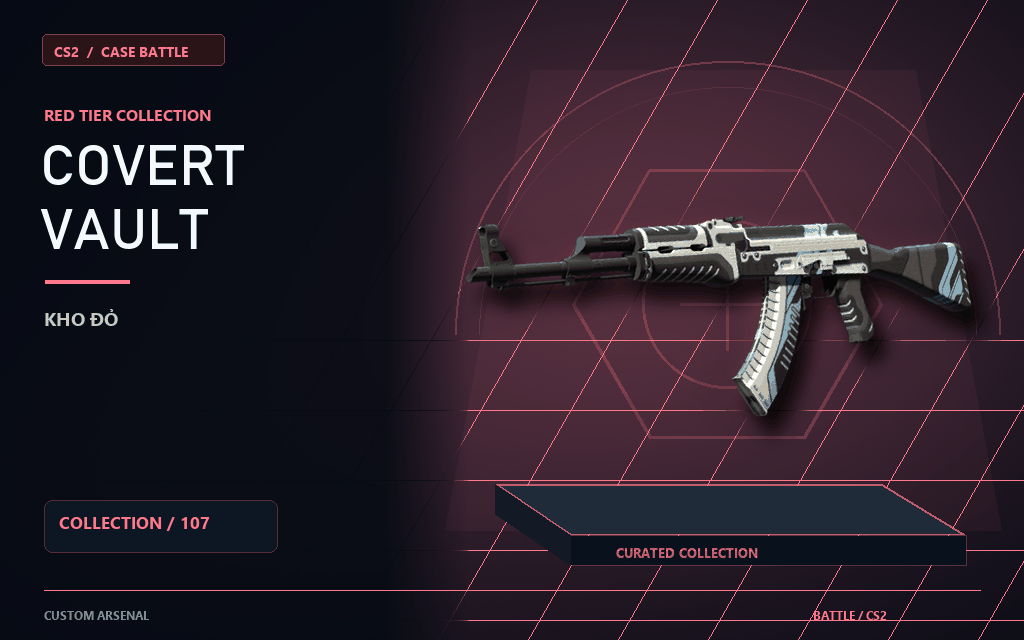 CS2 / CASE BATTLE
RED TIER COLLECTION
COVERT
VAULT
KHO ĐỎ
COLLECTION / 107
CURATED COLLECTION
CUSTOM ARSENAL
BATTLE / CS2